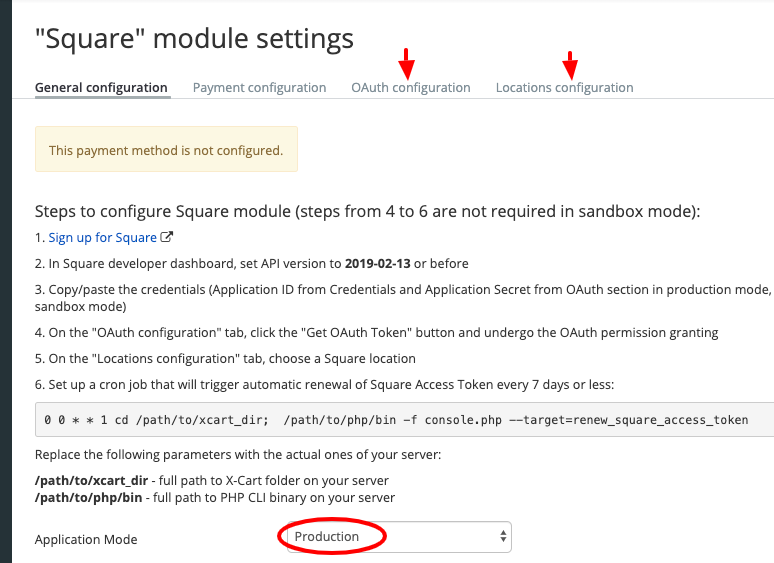 "Square" module settings
General configuration Payment configuration OAuth configuration Locations configuration
This payment method is not configured.
Steps to configure Square module (steps from 4 to 6 are not required in sandbox mode):
1. Sign up for Square
2. In Square developer dashboard, set API version to 2019-02-13 or before
3. Copy/paste the credentials (Application ID from Credentials and Application Secret from OAuth section in production mode,
sandbox mode)
4. On the "OAuth configuration" tab, click the "Get OAuth Token" button and undergo the OAuth permission granting
5. On the "Locations configuration" tab, choose a Square location
6. Set up a cron job that will trigger automatic renewal of Square Access Token every 7 days or less:
0 0 * * 1 cd /path/to/xcart_dir;  /path/to/php/bin -f console.php --target=renew_square_access_token
Replace the following parameters with the actual ones of your server:
/path/to/xcart_dir - full path to X-Cart folder on your server
/path/to/php/bin - full path to PHP CLI binary on your server
Application Mode Production